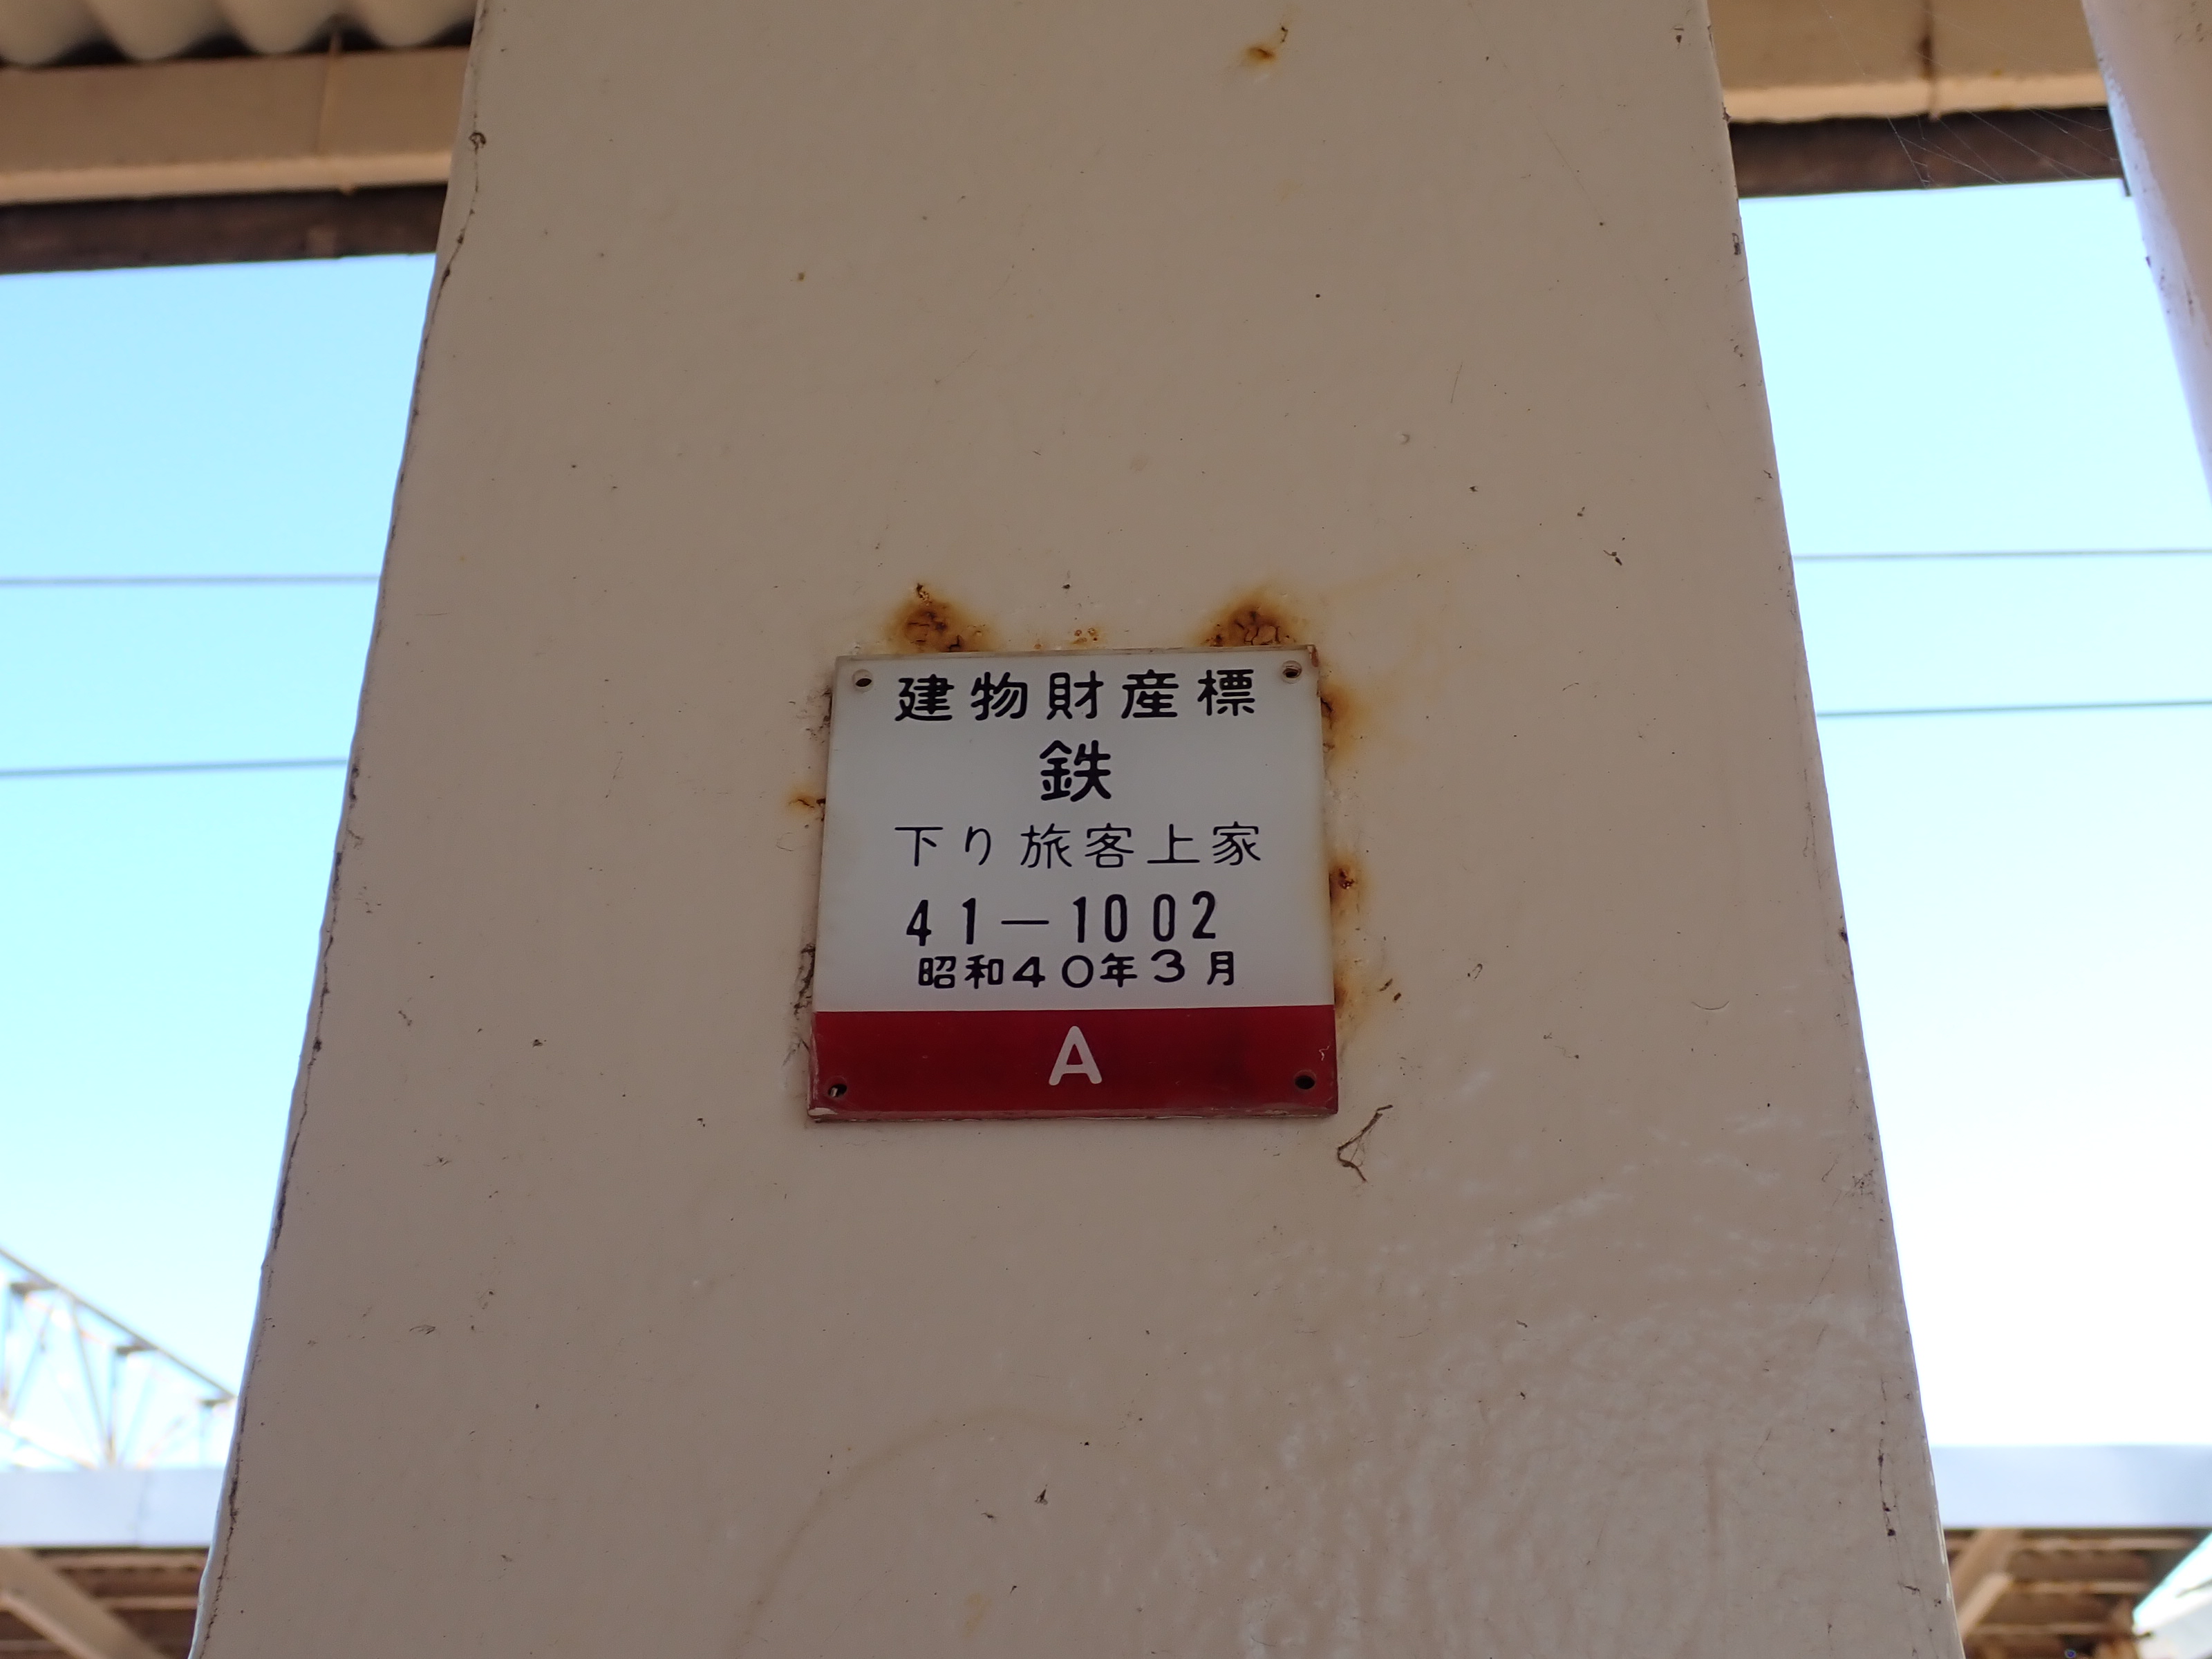 建物財産標
鉄
下り旅客上家
41-1002
昭和40年3月
A